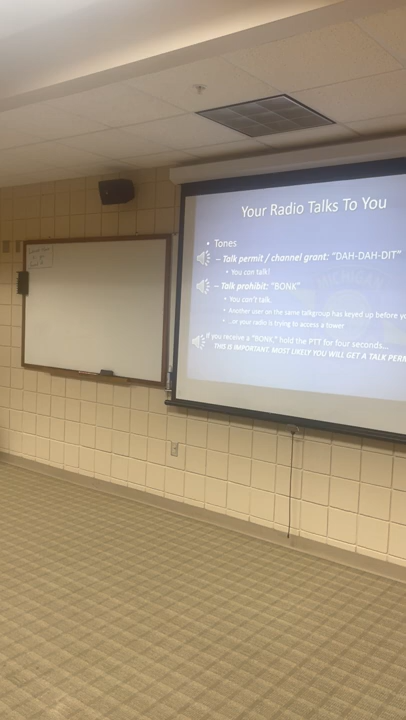 Your Radio Talks To You
• Tones
– Talk permit / channel grant: "DAH-DAH-DIT"
• You can talk!
– Talk prohibit: "BONK"
• You can't talk.
• Another user on the same talkgroup has keyed up before yo
• ...or your radio is trying to access a tower
If you receive a "BONK," hold the PTT for four seconds...
THIS IS IMPORTANT. MOST LIKELY YOU WILL GET A TALK PERM
MICHIGAN